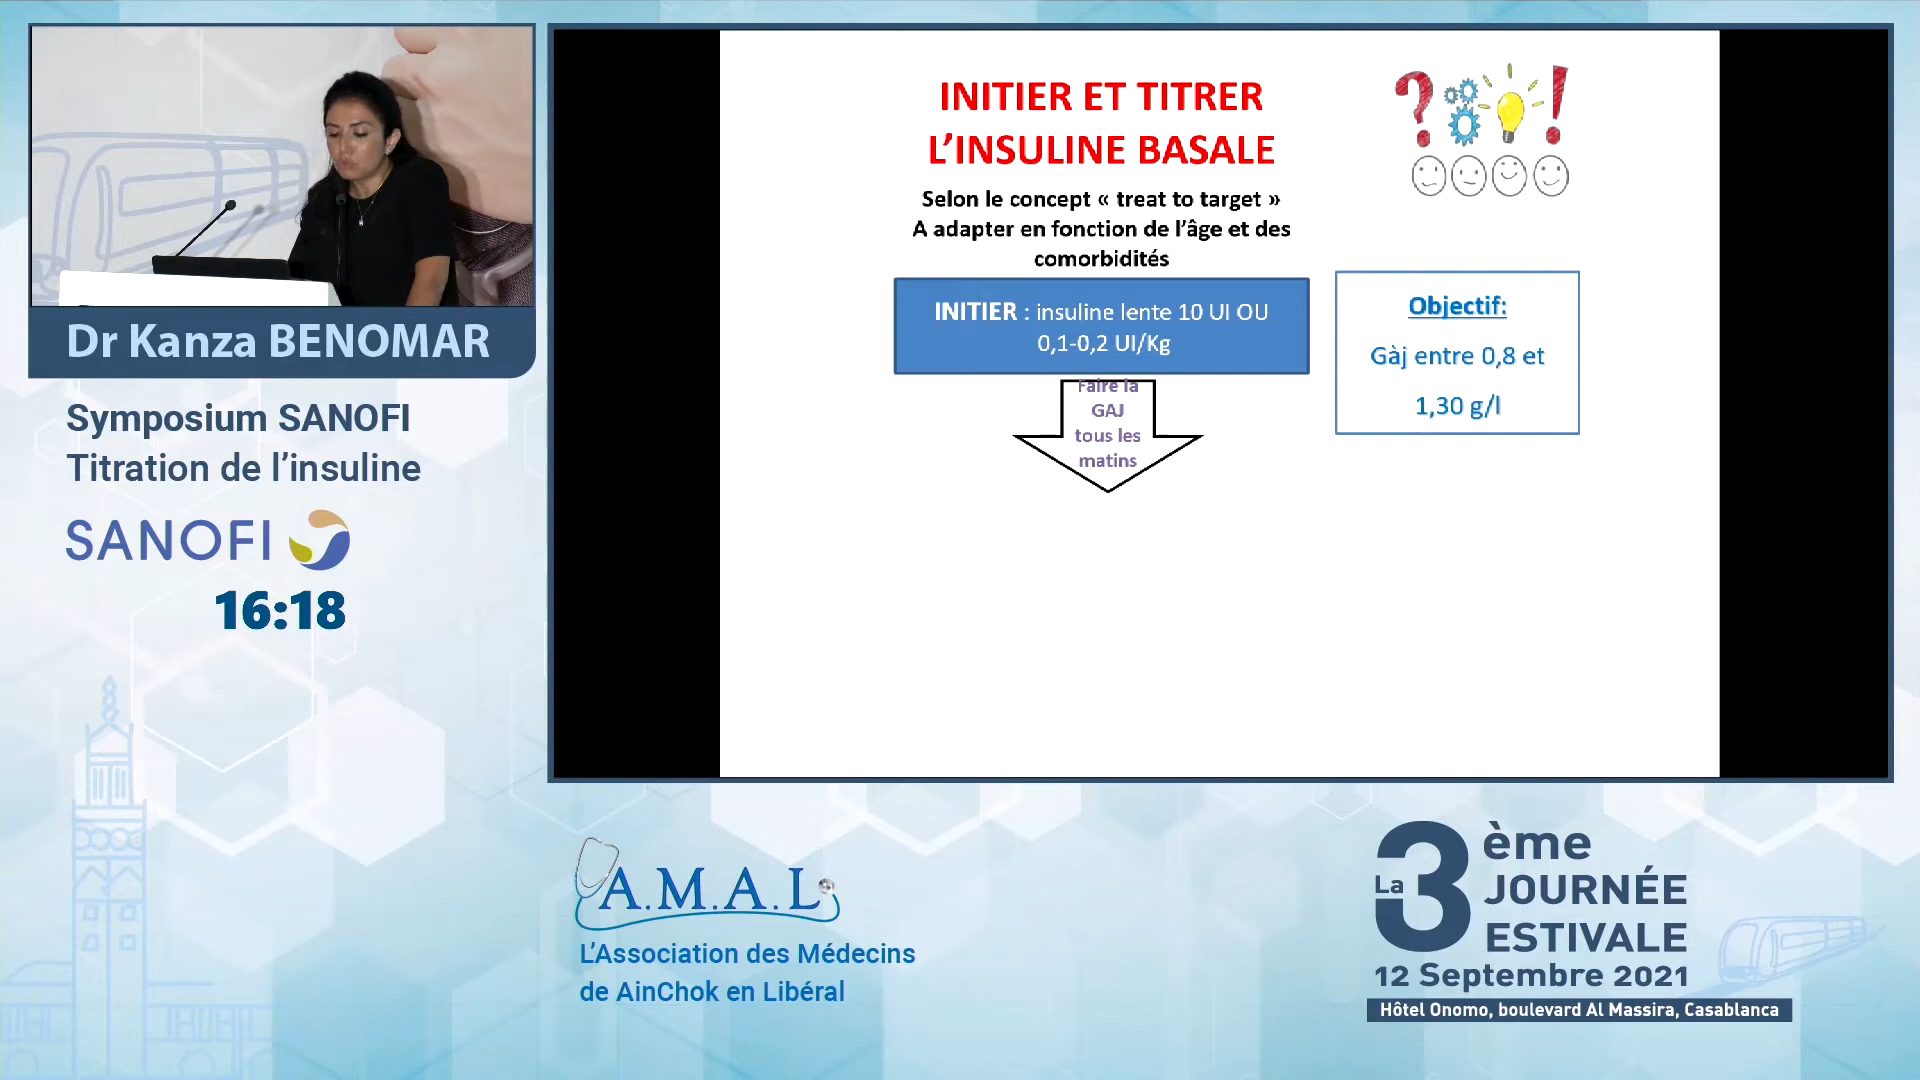 Dr Kanza BENOMAR
Symposium SANOFI
Titration de l’insuline
SANOFI
16:18
INITIER ET TITRER
L’INSULINE BASALE
Selon le concept « treat to target »
A adapter en fonction de l’âge et des
comorbidités
INITIER : insuline lente 10 UI OU
0,1-0,2 UI/Kg
Faire la
GAJ
tous les
matins
Objectif:
Gàj entre 0,8 et
1,30 g/l
A.M.A.L
L’Association des Médecins
de AinChok en Libéral
La 3ème
JOURNÉE
ESTIVALE
12 Septembre 2021
Hôtel Onomo, boulevard Al Massira, Casablanca